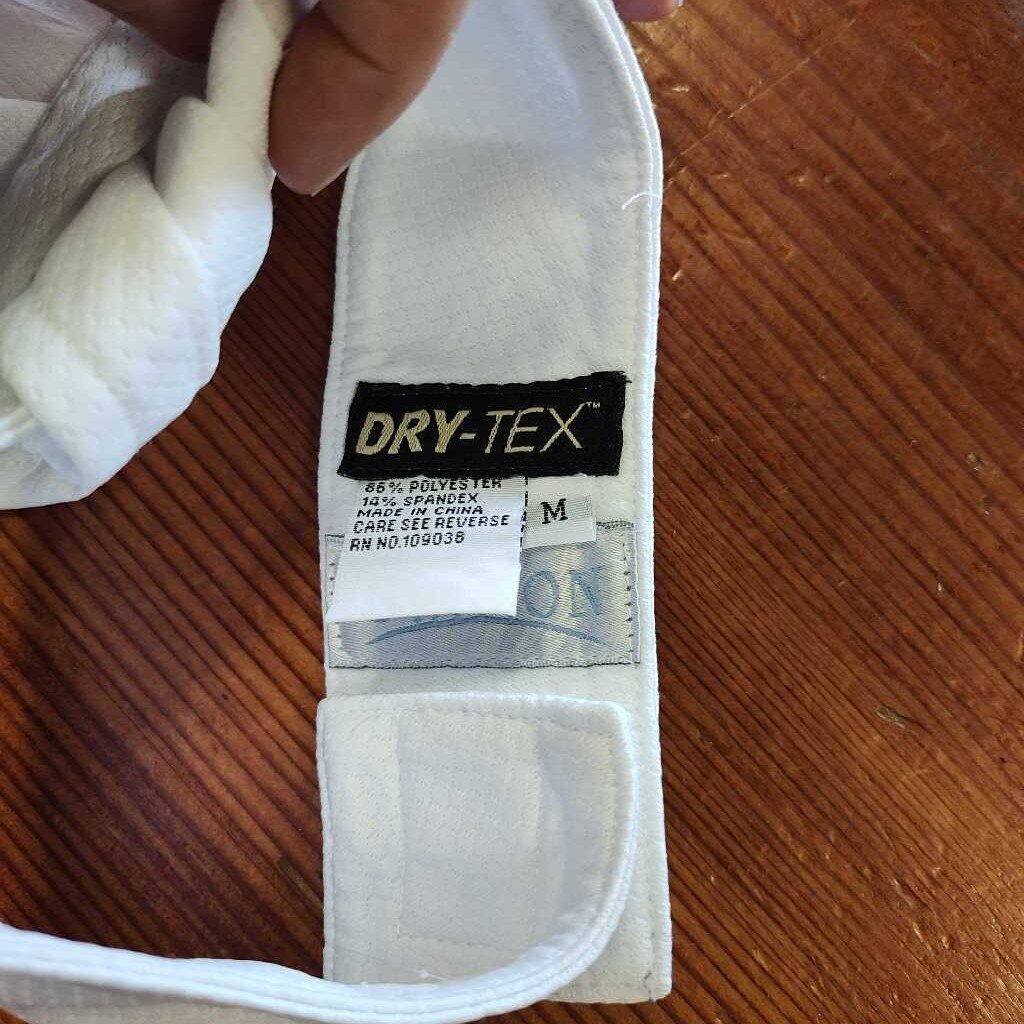 DRY-TEX™
86% POLYESTER
14% SPANDEX
MADE IN CHINA
CARE SEE REVERSE
RN NO.109038
M